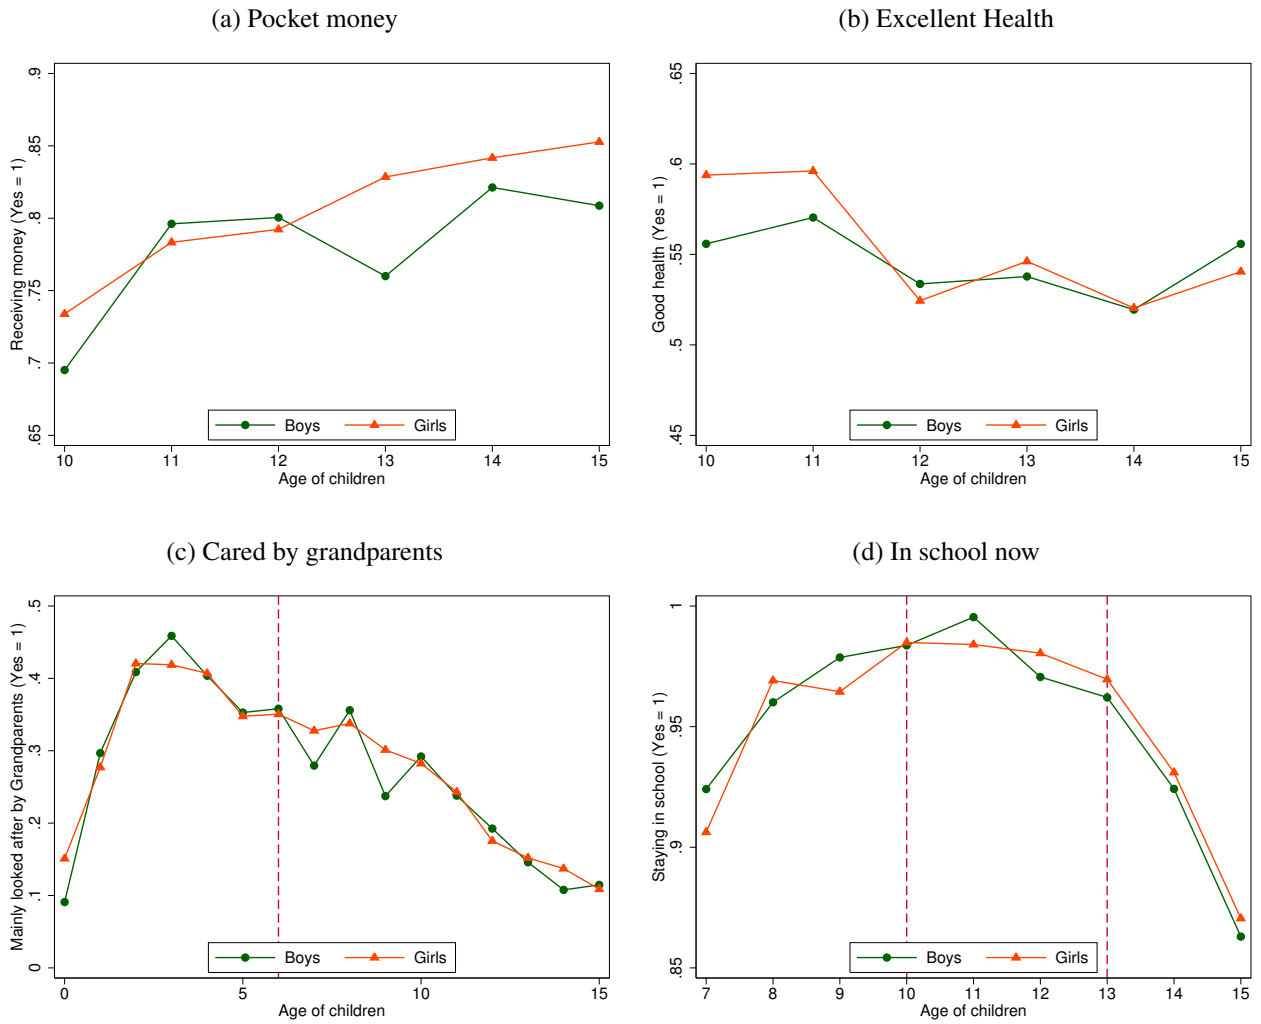 (a) Pocket money
Receiving money (Yes = 1)
.9
.85
.8
.75
.7
.65
10 11 12 13 14 15
Age of children
Boys Girls
(b) Excellent Health
Good health (Yes = 1)
.65
.6
.55
.5
.45
10 11 12 13 14 15
Age of children
Boys Girls
(c) Cared by grandparents
Mainly looked after by Grandparents (Yes = 1)
.5
.4
.3
.2
.1
0
0 5 10 15
Age of children
Boys Girls
(d) In school now
Staying in school (Yes = 1)
1
.95
.9
.85
7 8 9 10 11 12 13 14 15
Age of children
Boys Girls